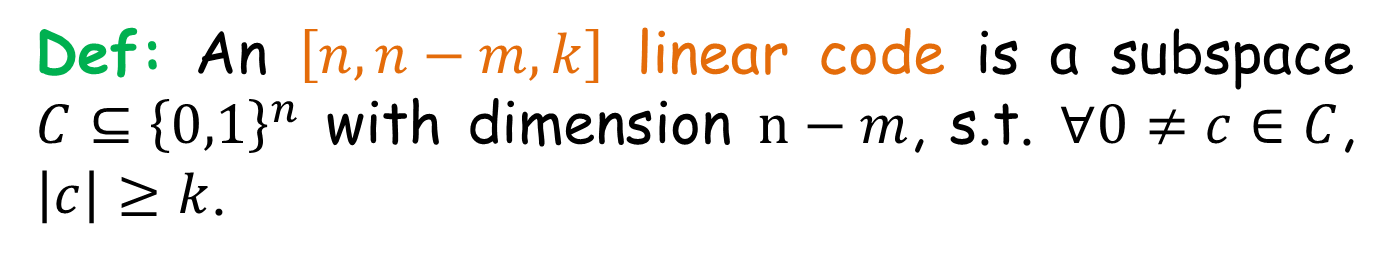 Def: An [n, n − m, k] linear code is a subspace
C ⊆ {0,1}ⁿ with dimension n − m, s.t. ∀0 ≠ c ∈ C,
|c| ≥ k.